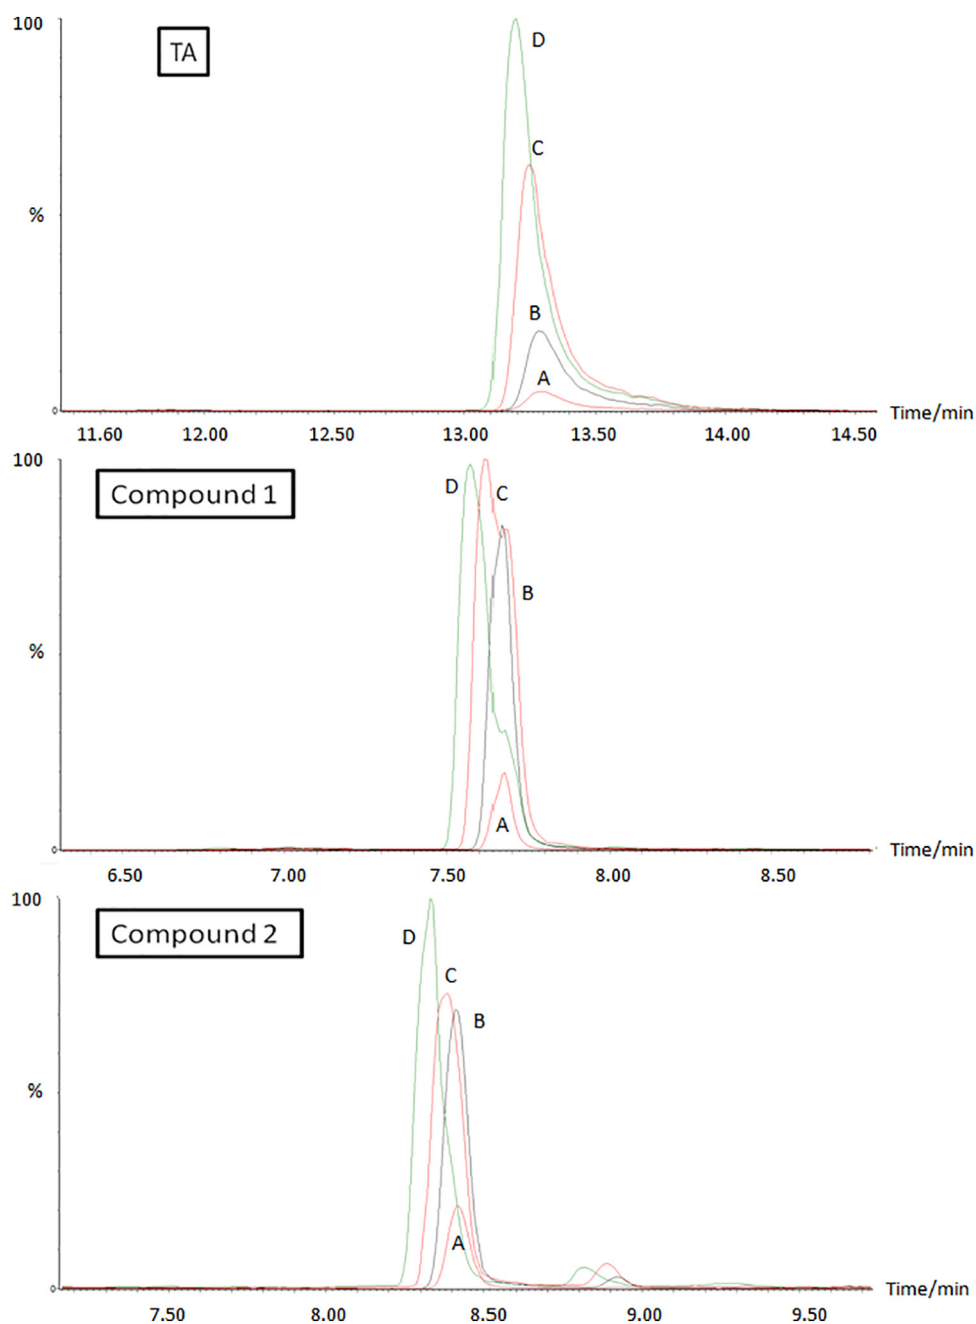 100
TA
D
C
%
B
A
0
Time/min
11.60 12.00 12.50 13.00 13.50 14.00 14.50
100
Compound 1
D C
B
%
A
0
Time/min
6.50 7.00 7.50 8.00 8.50
100
Compound 2
D
C
B
%
A
0
Time/min
7.50 8.00 8.50 9.00 9.50